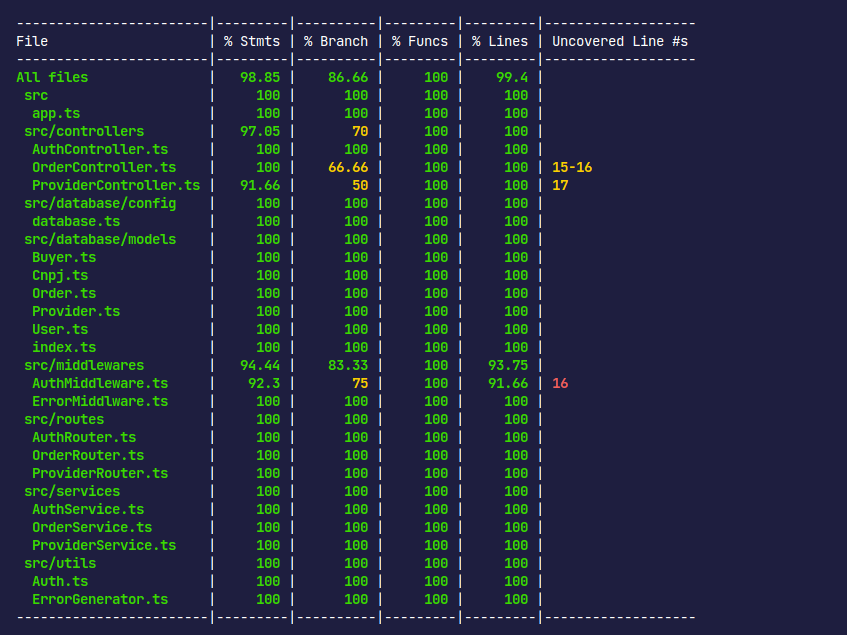 -------------------------|---------|----------|---------|---------|-------------------
File                     | % Stmts | % Branch | % Funcs | % Lines | Uncovered Line #s
-------------------------|---------|----------|---------|---------|-------------------
All files                |   98.85 |    86.66 |     100 |    99.4 |
 src                     |     100 |      100 |     100 |     100 |
  app.ts                 |     100 |      100 |     100 |     100 |
 src/controllers         |   97.05 |       70 |     100 |     100 |
  AuthController.ts      |     100 |      100 |     100 |     100 |
  OrderController.ts     |     100 |    66.66 |     100 |     100 | 15-16
  ProviderController.ts  |   91.66 |       50 |     100 |     100 | 17
 src/database/config     |     100 |      100 |     100 |     100 |
  database.ts            |     100 |      100 |     100 |     100 |
 src/database/models     |     100 |      100 |     100 |     100 |
  Buyer.ts               |     100 |      100 |     100 |     100 |
  Cnpj.ts                |     100 |      100 |     100 |     100 |
  Order.ts               |     100 |      100 |     100 |     100 |
  Provider.ts            |     100 |      100 |     100 |     100 |
  User.ts                |     100 |      100 |     100 |     100 |
  index.ts               |     100 |      100 |     100 |     100 |
 src/middlewares         |   94.44 |    83.33 |     100 |   93.75 |
  AuthMiddleware.ts      |    92.3 |       75 |     100 |   91.66 | 16
  ErrorMiddlware.ts      |     100 |      100 |     100 |     100 |
 src/routes              |     100 |      100 |     100 |     100 |
  AuthRouter.ts          |     100 |      100 |     100 |     100 |
  OrderRouter.ts         |     100 |      100 |     100 |     100 |
  ProviderRouter.ts      |     100 |      100 |     100 |     100 |
 src/services            |     100 |      100 |     100 |     100 |
  AuthService.ts         |     100 |      100 |     100 |     100 |
  OrderService.ts        |     100 |      100 |     100 |     100 |
  ProviderService.ts     |     100 |      100 |     100 |     100 |
 src/utils               |     100 |      100 |     100 |     100 |
  Auth.ts                |     100 |      100 |     100 |     100 |
  ErrorGenerator.ts      |     100 |      100 |     100 |     100 |
-------------------------|---------|----------|---------|---------|-------------------